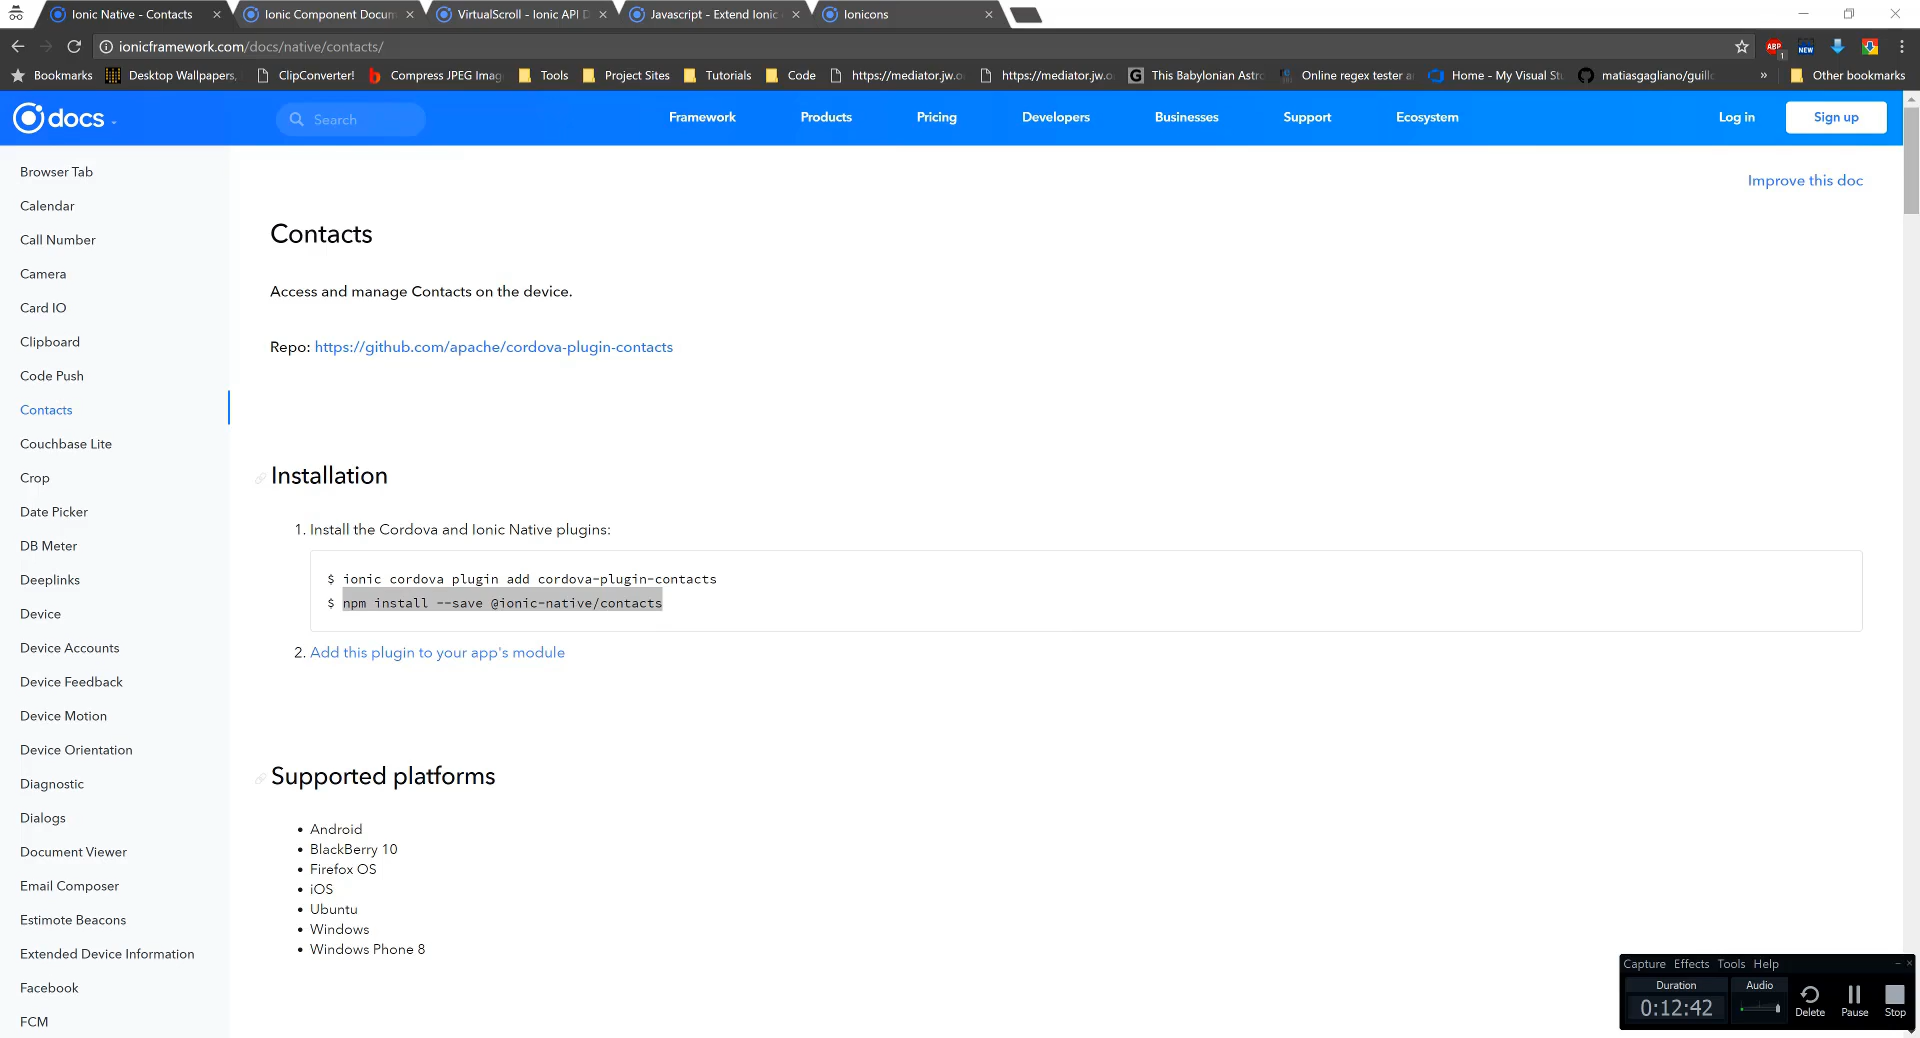 Ionic Native - Contacts
Ionic Component Docum
VirtualScroll - Ionic API D
Javascript - Extend Ionic
Ionicons
ionicframework.com/docs/native/contacts/
ABP
1
NEW
Bookmarks
Desktop Wallpapers,
ClipConverter!
Compress JPEG Imag
Tools
Project Sites
Tutorials
Code
https://mediator.jw.o
https://mediator.jw.o
This Babylonian Astro
Online regex tester a
Home - My Visual Stu
matiasgagliano/guillo
»
Other bookmarks
docs
Search
Framework
Products
Pricing
Developers
Businesses
Support
Ecosystem
Log in
Sign up
Browser Tab
Calendar
Call Number
Camera
Card IO
Clipboard
Code Push
Contacts
Couchbase Lite
Crop
Date Picker
DB Meter
Deeplinks
Device
Device Accounts
Device Feedback
Device Motion
Device Orientation
Diagnostic
Dialogs
Document Viewer
Email Composer
Estimote Beacons
Extended Device Information
Facebook
FCM
Improve this doc
Contacts
Access and manage Contacts on the device.
Repo: https://github.com/apache/cordova-plugin-contacts
Installation
1. Install the Cordova and Ionic Native plugins:
$ ionic cordova plugin add cordova-plugin-contacts
$ npm install --save @ionic-native/contacts
2. Add this plugin to your app's module
Supported platforms
• Android
• BlackBerry 10
• Firefox OS
• iOS
• Ubuntu
• Windows
• Windows Phone 8
Capture Effects Tools Help
Duration
0:12:42
Audio
Delete
Pause
Stop